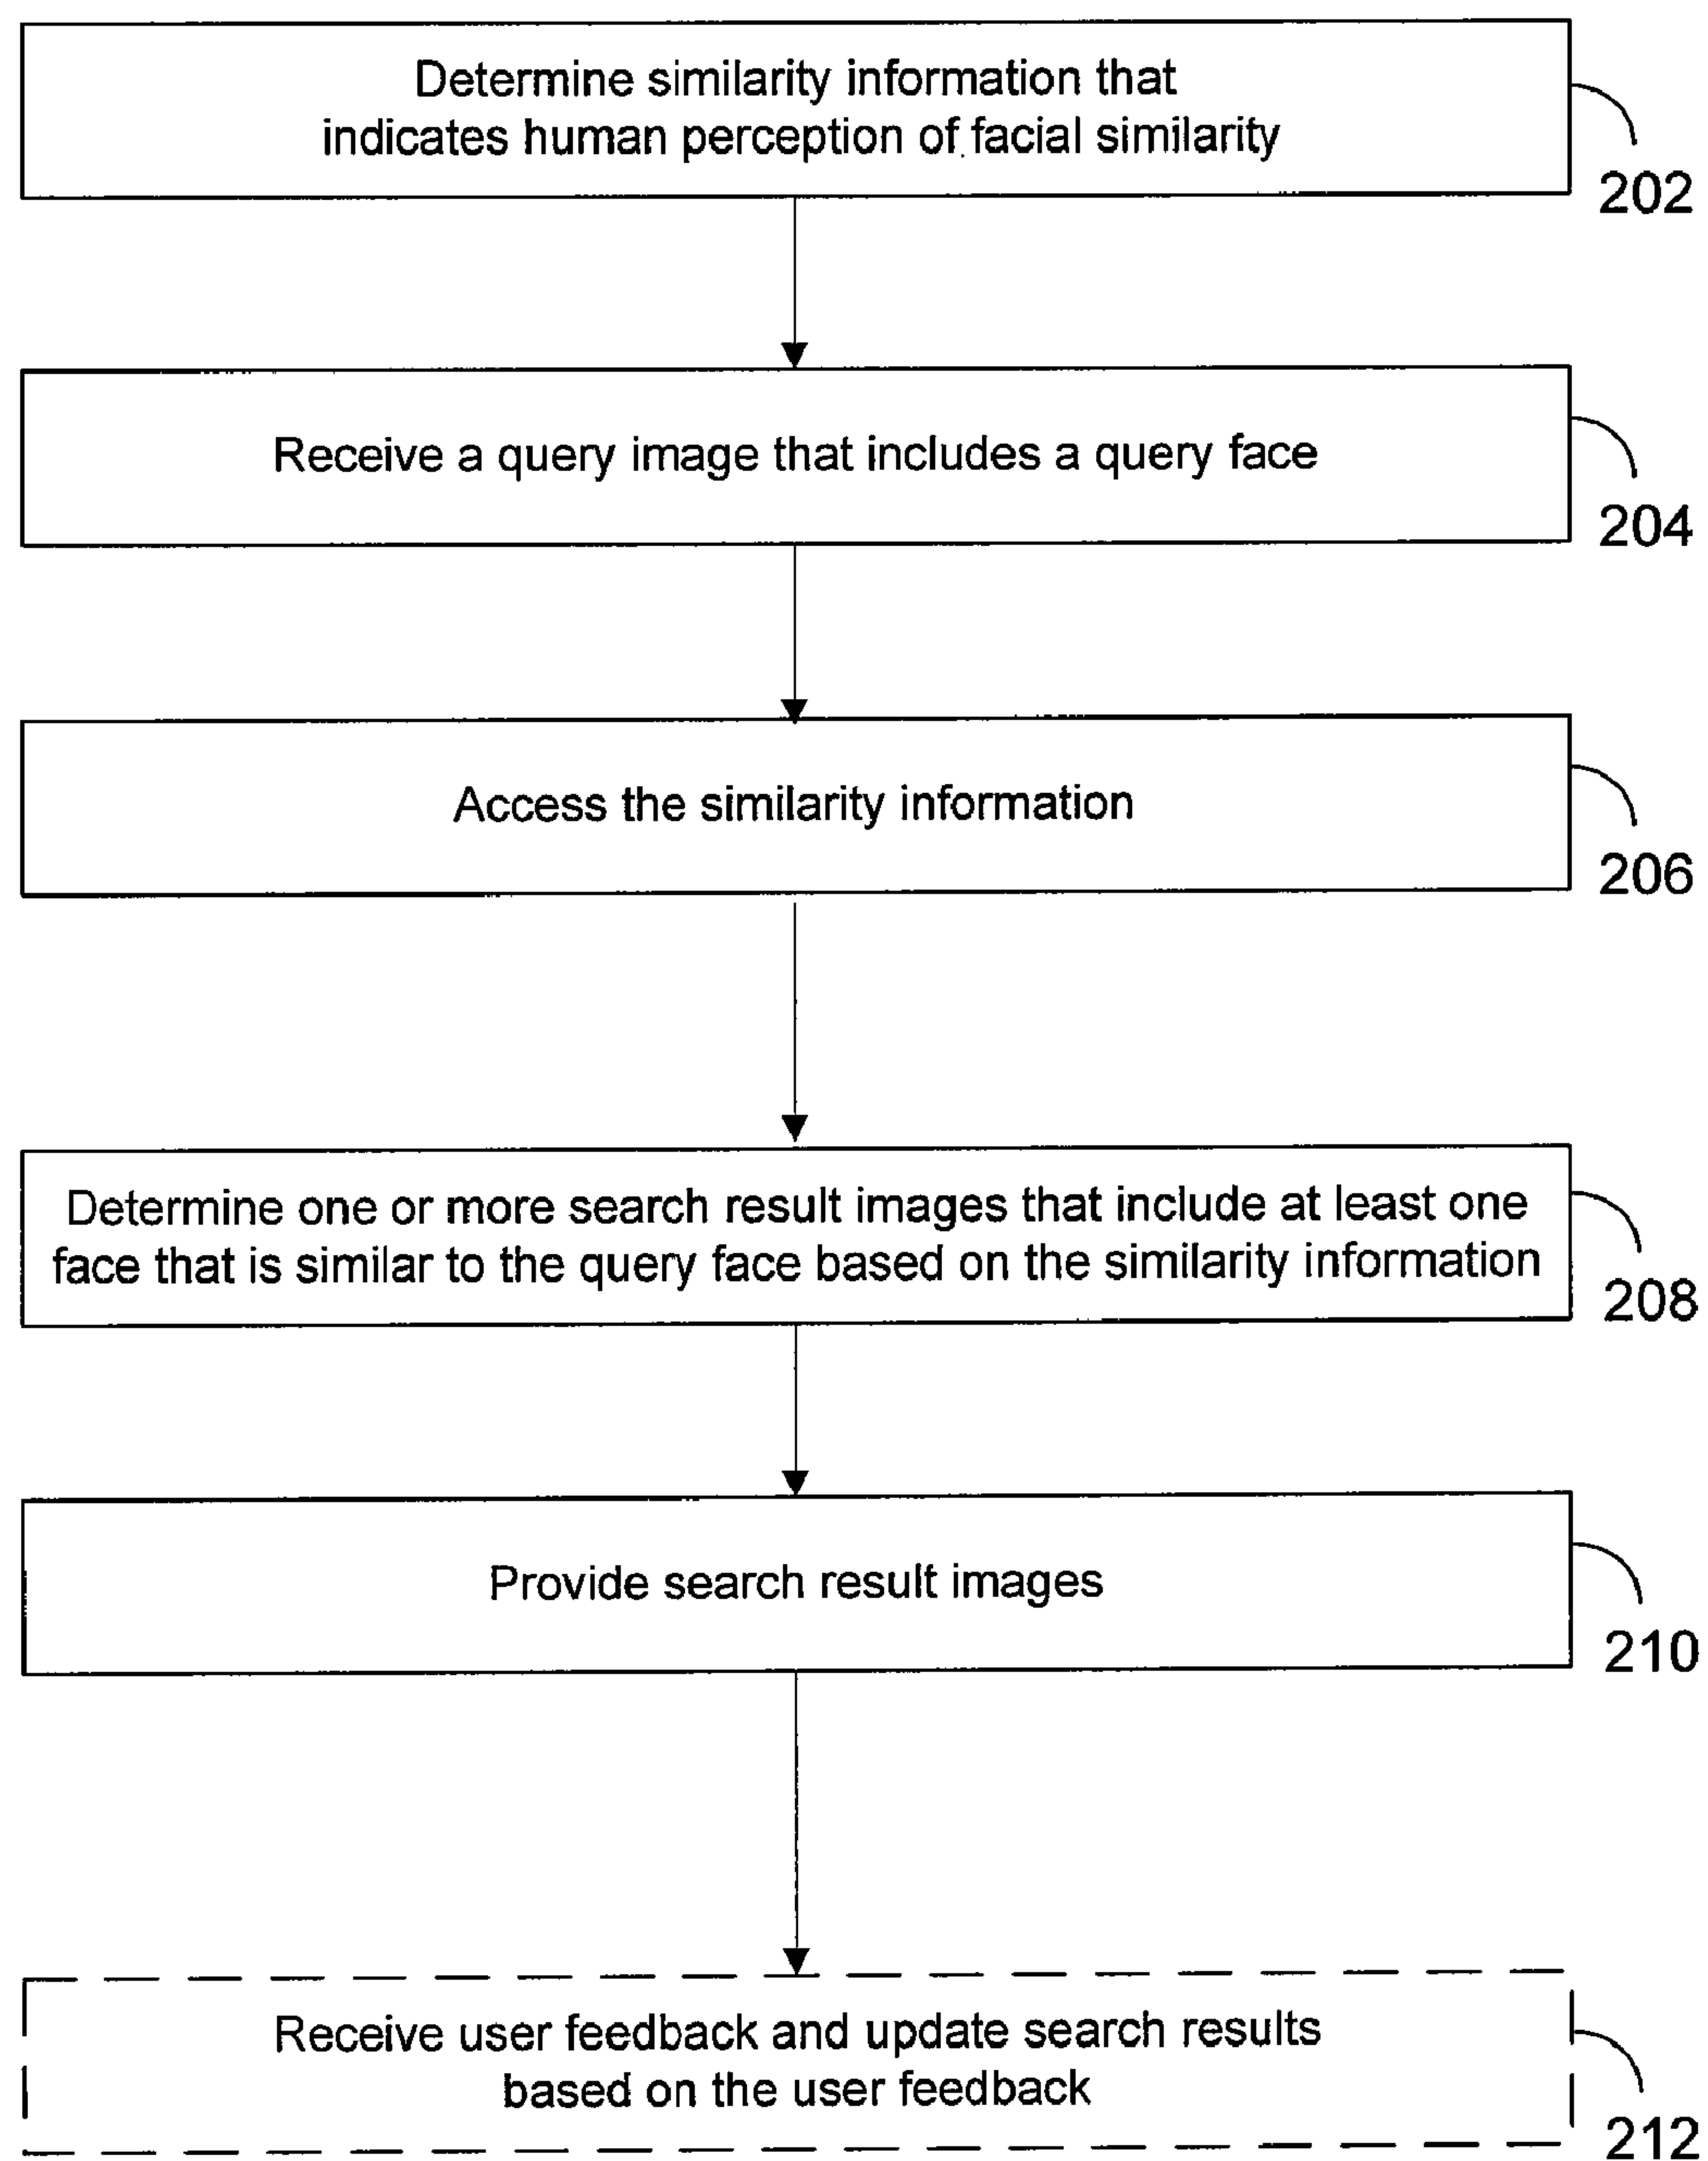 Determine similarity information that
indicates human perception of facial similarity
202
Receive a query image that includes a query face
204
Access the similarity information
206
Determine one or more search result images that include at least one
face that is similar to the query face based on the similarity information
208
Provide search result images
210
Receive user feedback and update search results
based on the user feedback
212